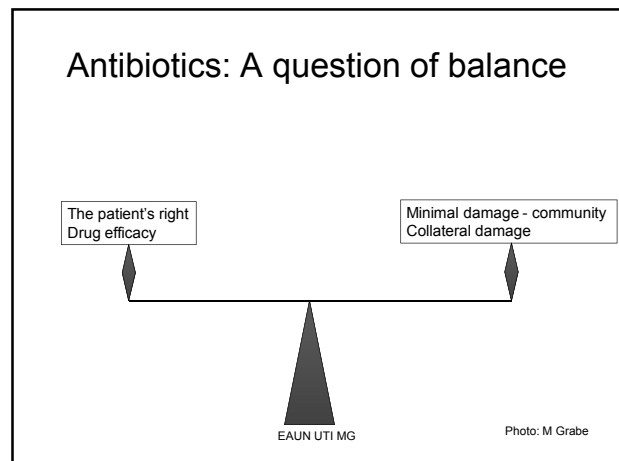 Antibiotics: A question of balance
The patient's right
Drug efficacy
Minimal damage - community
Collateral damage
EAUN UTI MG
Photo: M Grabe